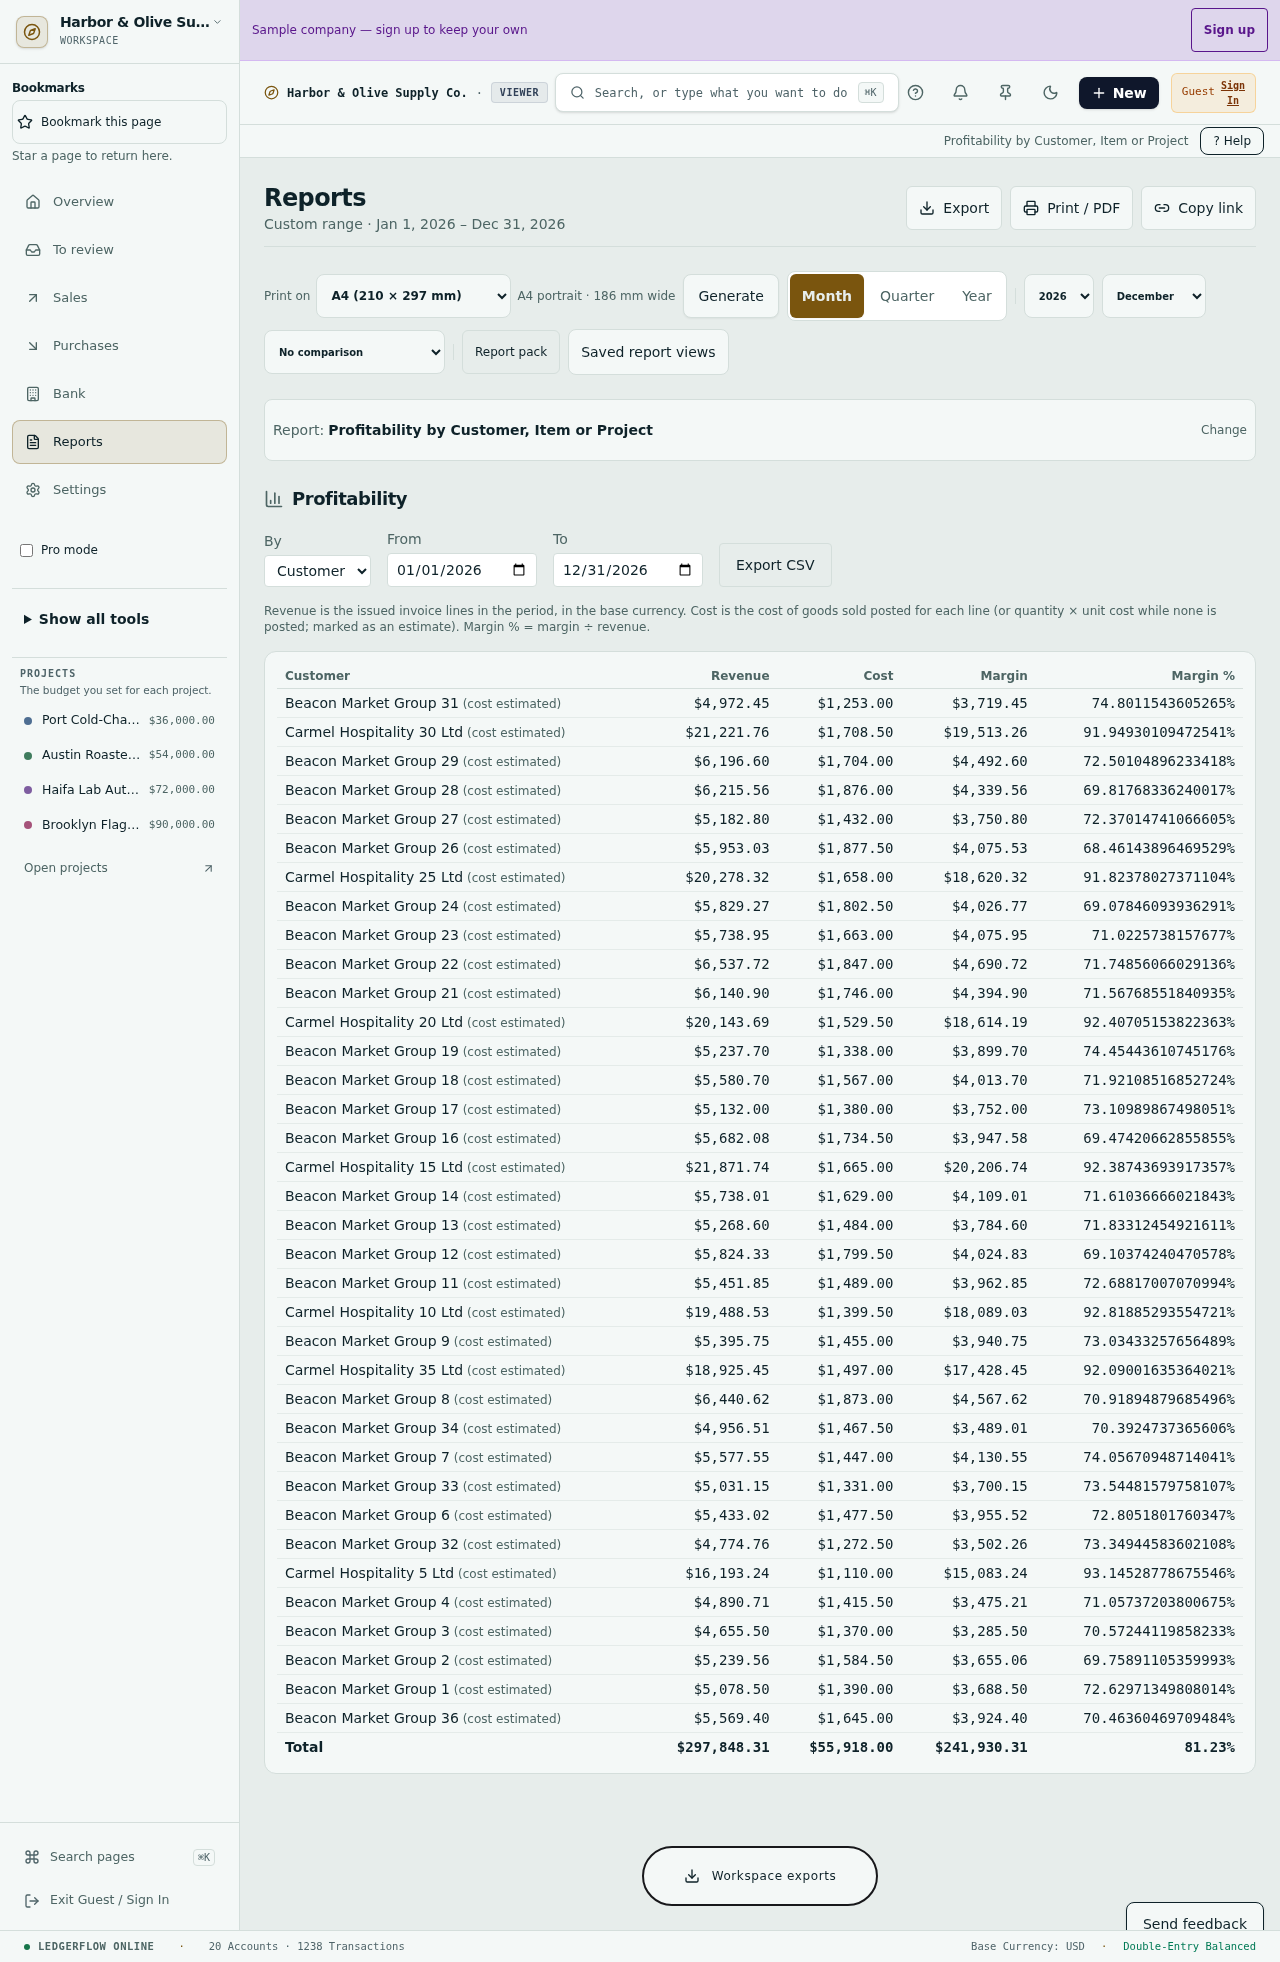 Harbor & Olive Su...
WORKSPACE
Bookmarks
Bookmark this page
Star a page to return here.
Overview
To review
Sales
Purchases
Bank
Reports
Settings
Pro mode
Show all tools
PROJECTS
The budget you set for each project.
Port Cold-Cha... $36,000.00
Austin Roaste... $54,000.00
Haifa Lab Aut... $72,000.00
Brooklyn Flag... $90,000.00
Open projects
Search pages ⌘K
Exit Guest / Sign In
Sample company — sign up to keep your own
Sign up
Harbor & Olive Supply Co. · VIEWER
Search, or type what you want to do ⌘K
+ New
Guest Sign In
Profitability by Customer, Item or Project ? Help
Reports
Custom range · Jan 1, 2026 – Dec 31, 2026
Export Print / PDF Copy link
Print on A4 (210 × 297 mm) A4 portrait · 186 mm wide Generate Month Quarter Year 2026 December
No comparison Report pack Saved report views
Report: Profitability by Customer, Item or Project Change
Profitability
By From To
Customer 01/01/2026 12/31/2026 Export CSV
Revenue is the issued invoice lines in the period, in the base currency. Cost is the cost of goods sold posted for each line (or quantity × unit cost while none is
posted; marked as an estimate). Margin % = margin ÷ revenue.
Customer Revenue Cost Margin Margin %
Beacon Market Group 31 (cost estimated) $4,972.45 $1,253.00 $3,719.45 74.8011543605265%
Carmel Hospitality 30 Ltd (cost estimated) $21,221.76 $1,708.50 $19,513.26 91.94930109472541%
Beacon Market Group 29 (cost estimated) $6,196.60 $1,704.00 $4,492.60 72.50104896233418%
Beacon Market Group 28 (cost estimated) $6,215.56 $1,876.00 $4,339.56 69.81768336240017%
Beacon Market Group 27 (cost estimated) $5,182.80 $1,432.00 $3,750.80 72.37014741066605%
Beacon Market Group 26 (cost estimated) $5,953.03 $1,877.50 $4,075.53 68.46143896469529%
Carmel Hospitality 25 Ltd (cost estimated) $20,278.32 $1,658.00 $18,620.32 91.82378027371104%
Beacon Market Group 24 (cost estimated) $5,829.27 $1,802.50 $4,026.77 69.07846093936291%
Beacon Market Group 23 (cost estimated) $5,738.95 $1,663.00 $4,075.95 71.0225738157677%
Beacon Market Group 22 (cost estimated) $6,537.72 $1,847.00 $4,690.72 71.74856066029136%
Beacon Market Group 21 (cost estimated) $6,140.90 $1,746.00 $4,394.90 71.56768551840935%
Carmel Hospitality 20 Ltd (cost estimated) $20,143.69 $1,529.50 $18,614.19 92.40705153822363%
Beacon Market Group 19 (cost estimated) $5,237.70 $1,338.00 $3,899.70 74.45443610745176%
Beacon Market Group 18 (cost estimated) $5,580.70 $1,567.00 $4,013.70 71.92108516852724%
Beacon Market Group 17 (cost estimated) $5,132.00 $1,380.00 $3,752.00 73.10989867498051%
Beacon Market Group 16 (cost estimated) $5,682.08 $1,734.50 $3,947.58 69.47420662855855%
Carmel Hospitality 15 Ltd (cost estimated) $21,871.74 $1,665.00 $20,206.74 92.38743693917357%
Beacon Market Group 14 (cost estimated) $5,738.01 $1,629.00 $4,109.01 71.61036666021843%
Beacon Market Group 13 (cost estimated) $5,268.60 $1,484.00 $3,784.60 71.83312454921611%
Beacon Market Group 12 (cost estimated) $5,824.33 $1,799.50 $4,024.83 69.10374240470578%
Beacon Market Group 11 (cost estimated) $5,451.85 $1,489.00 $3,962.85 72.68817007070994%
Carmel Hospitality 10 Ltd (cost estimated) $19,488.53 $1,399.50 $18,089.03 92.81885293554721%
Beacon Market Group 9 (cost estimated) $5,395.75 $1,455.00 $3,940.75 73.03433257656489%
Carmel Hospitality 35 Ltd (cost estimated) $18,925.45 $1,497.00 $17,428.45 92.09001635364021%
Beacon Market Group 8 (cost estimated) $6,440.62 $1,873.00 $4,567.62 70.91894879685496%
Beacon Market Group 34 (cost estimated) $4,956.51 $1,467.50 $3,489.01 70.3924737365606%
Beacon Market Group 7 (cost estimated) $5,577.55 $1,447.00 $4,130.55 74.05670948714041%
Beacon Market Group 33 (cost estimated) $5,031.15 $1,331.00 $3,700.15 73.54481579758107%
Beacon Market Group 6 (cost estimated) $5,433.02 $1,477.50 $3,955.52 72.8051801760347%
Beacon Market Group 32 (cost estimated) $4,774.76 $1,272.50 $3,502.26 73.34944583602108%
Carmel Hospitality 5 Ltd (cost estimated) $16,193.24 $1,110.00 $15,083.24 93.14528778675546%
Beacon Market Group 4 (cost estimated) $4,890.71 $1,415.50 $3,475.21 71.05737203800675%
Beacon Market Group 3 (cost estimated) $4,655.50 $1,370.00 $3,285.50 70.57244119858233%
Beacon Market Group 2 (cost estimated) $5,239.56 $1,584.50 $3,655.06 69.75891105359993%
Beacon Market Group 1 (cost estimated) $5,078.50 $1,390.00 $3,688.50 72.62971349808014%
Beacon Market Group 36 (cost estimated) $5,569.40 $1,645.00 $3,924.40 70.46360469709484%
Total $297,848.31 $55,918.00 $241,930.31 81.23%
Workspace exports
Send feedback
LEDGERFLOW ONLINE · 20 Accounts · 1238 Transactions Base Currency: USD · Double-Entry Balanced